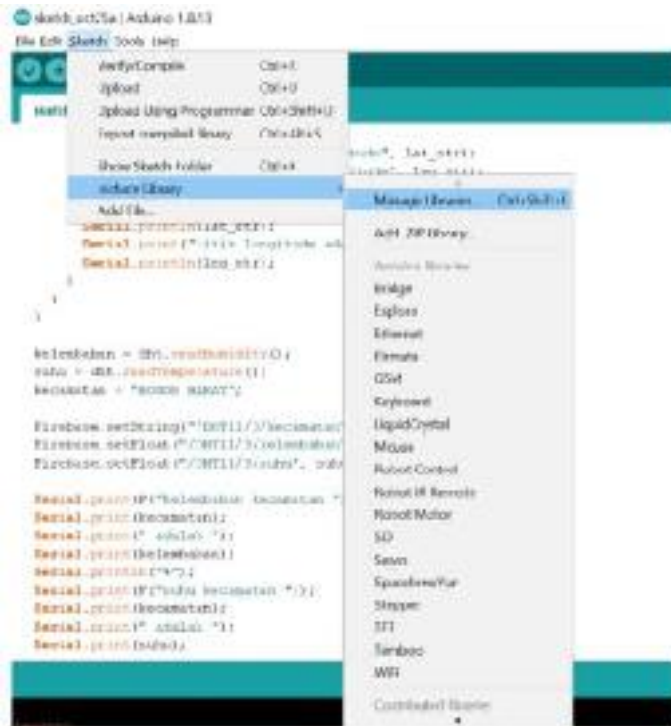 sketch_oct25a | Arduino 1.8.13
File Edit Sketch Tools Help
Verify/Compile Ctrl+R
Upload Ctrl+U
Upload Using Programmer Ctrl+Shift+U
Export compiled Binary Ctrl+Alt+S
Show Sketch Folder Ctrl+K
Include Library
Add File...
Manage Libraries... Ctrl+Shift+I
Add .ZIP Library...
Arduino libraries
Bridge
Esplora
Ethernet
Firmata
GSM
Keyboard
LiquidCrystal
Mouse
Robot Control
Robot IR Remote
Robot Motor
SD
Servo
SpacebrewYun
Stepper
TFT
Temboo
WiFi
Contributed libraries
lat_str);
lng_str);
Serial.println(lat_str);
Serial.print(" longitude
Serial.println(lng_str);
}
}
}
kelembaban = dht.readHumidity();
suhu = dht.readTemperature();
kecamatan = "BOGOR BARAT";
Firebase.setString("/DHT11/3/kecamatan"
Firebase.setFloat("/DHT11/3/kelembaban"
Firebase.setFloat("/DHT11/3/suhu", suhu
Serial.print(F("kelembaban kecamatan "
Serial.print(kecamatan);
Serial.print(" adalah ");
Serial.print(kelembaban);
Serial.println("%");
Serial.print(F("suhu kecamatan "));
Serial.print(kecamatan);
Serial.print(" adalah ");
Serial.print(suhu);